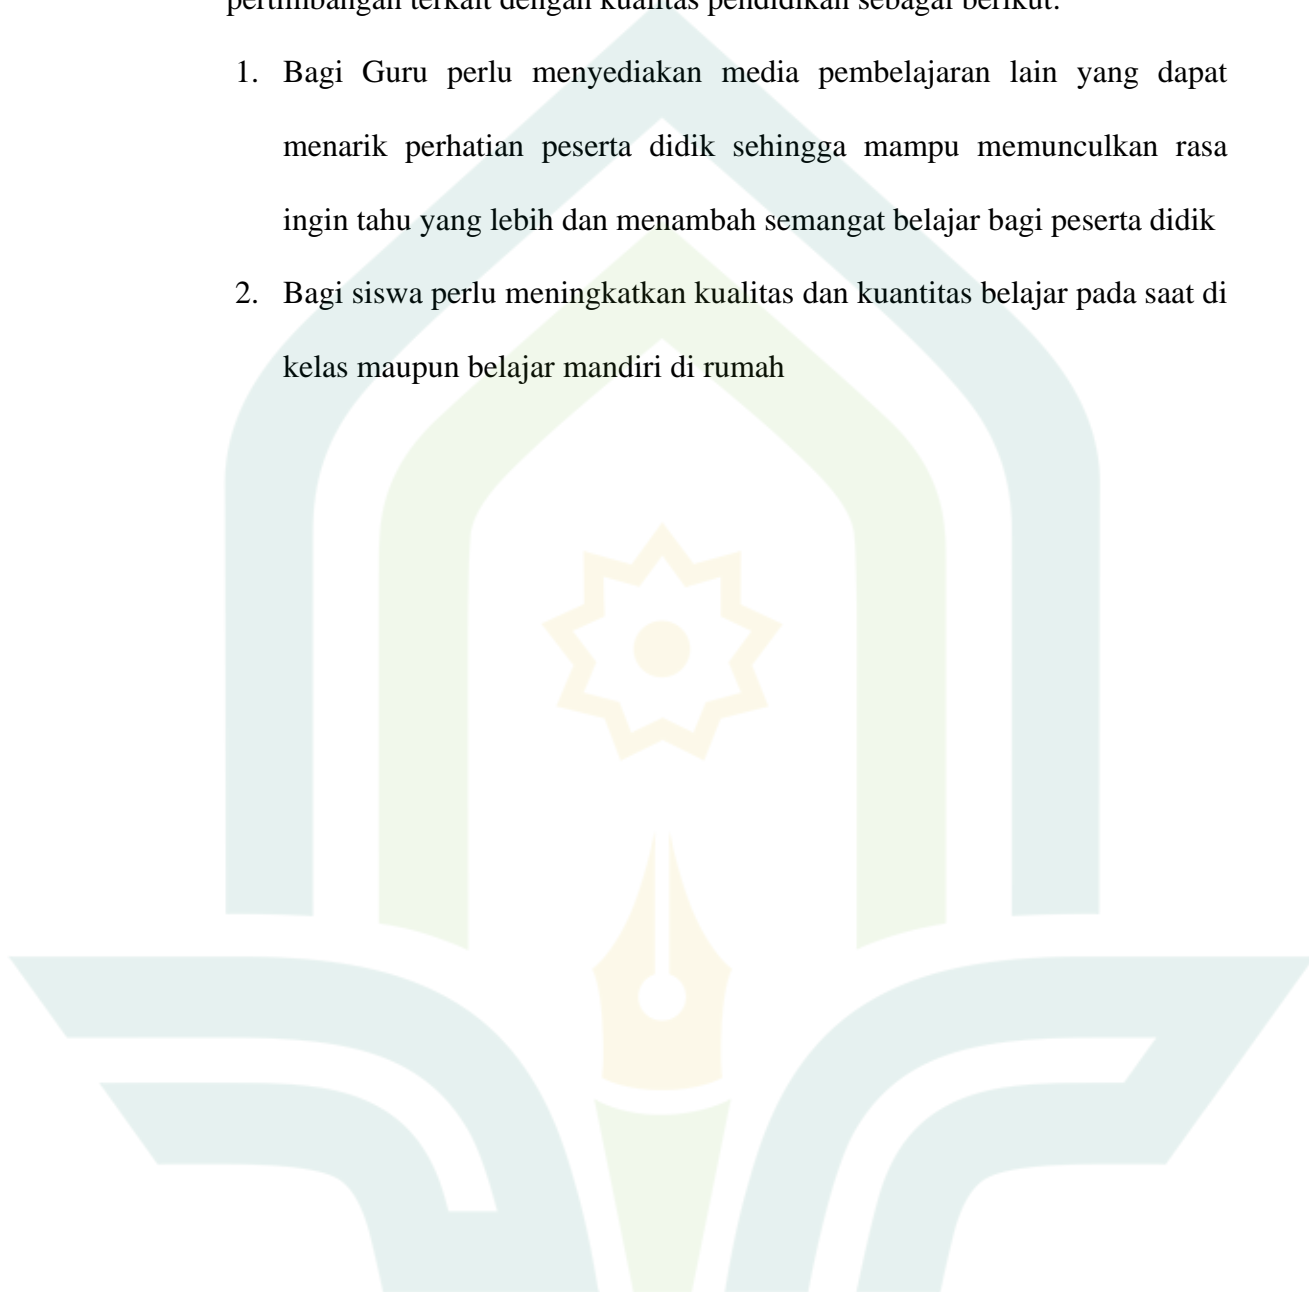 pertimbangan terkait dengan kualitas pendidikan sebagai berikut:
1. Bagi Guru perlu menyediakan media pembelajaran lain yang dapat
menarik perhatian peserta didik sehingga mampu memunculkan rasa
ingin tahu yang lebih dan menambah semangat belajar bagi peserta didik
2. Bagi siswa perlu meningkatkan kualitas dan kuantitas belajar pada saat di
kelas maupun belajar mandiri di rumah